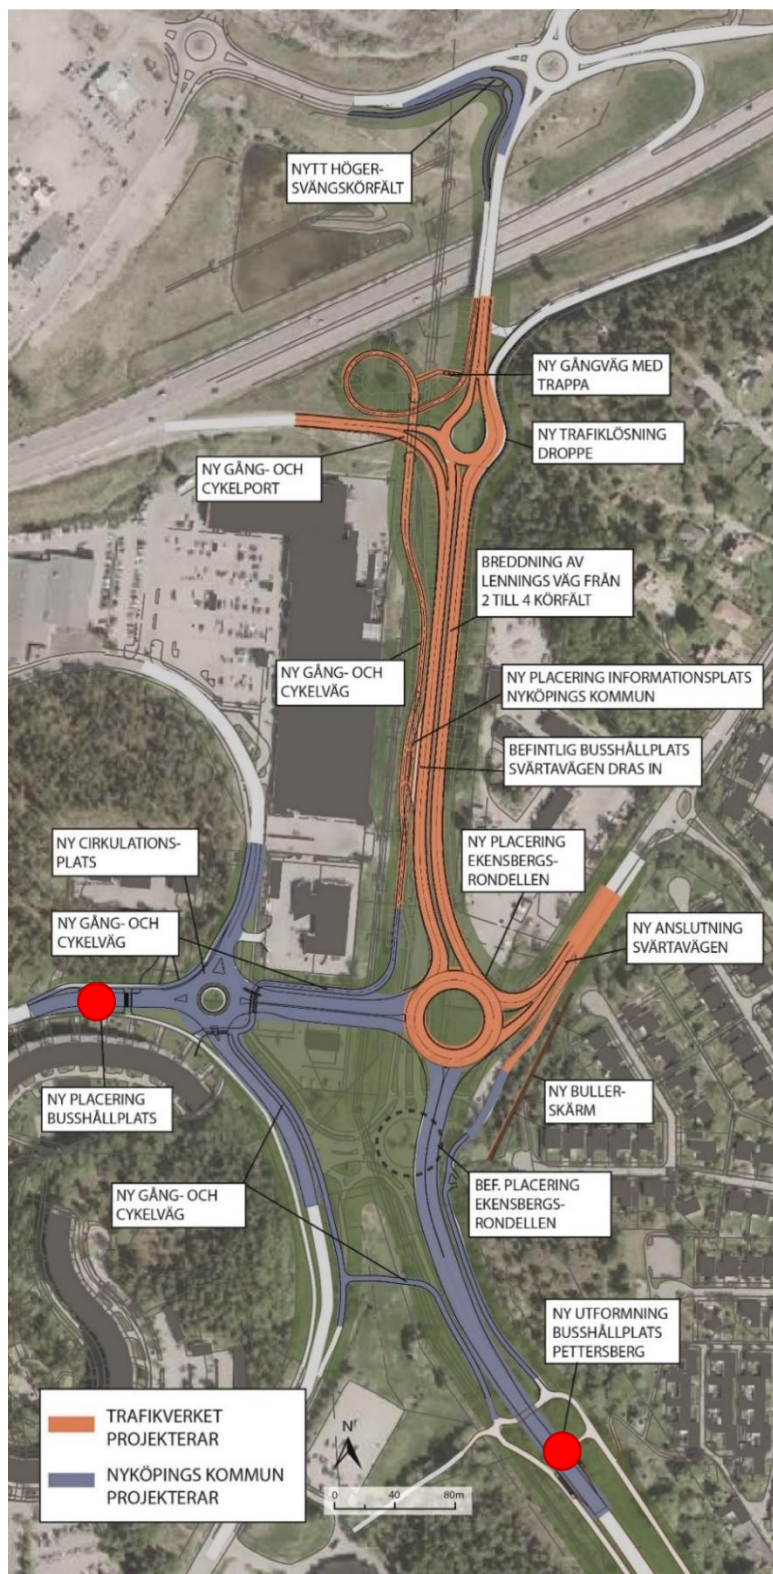 NYTT HÖGER-
SVÄNGSKÖRFÄLT
NY GÅNGVÄG MED
TRAPPA
NY TRAFIKLÖSNING
DROPPE
NY GÅNG- OCH
CYKELPORT
BREDDNING AV
LENNINGS VÄG FRÅN
2 TILL 4 KÖRFÄLT
NY GÅNG- OCH
CYKELVÄG
NY PLACERING INFORMATIONSPLATS
NYKÖPINGS KOMMUN
BEFINTLIG BUSSHÅLLPLATS
SVÄRTAVÄGEN DRAS IN
NY CIRKULATIONS-
PLATS
NY PLACERING
EKENSBERGS-
RONDELLEN
NY GÅNG- OCH
CYKELVÄG
NY ANSLUTNING
SVÄRTAVÄGEN
NY PLACERING
BUSSHÅLLPLATS
NY BULLER-
SKÄRM
NY GÅNG- OCH
CYKELVÄG
BEF. PLACERING
EKENSBERGS-
RONDELLEN
NY UTFORMNING
BUSSHÅLLPLATS
PETTERSBERG
TRAFIKVERKET
PROJEKTERAR
NYKÖPINGS KOMMUN
PROJEKTERAR
N
0 40 80m